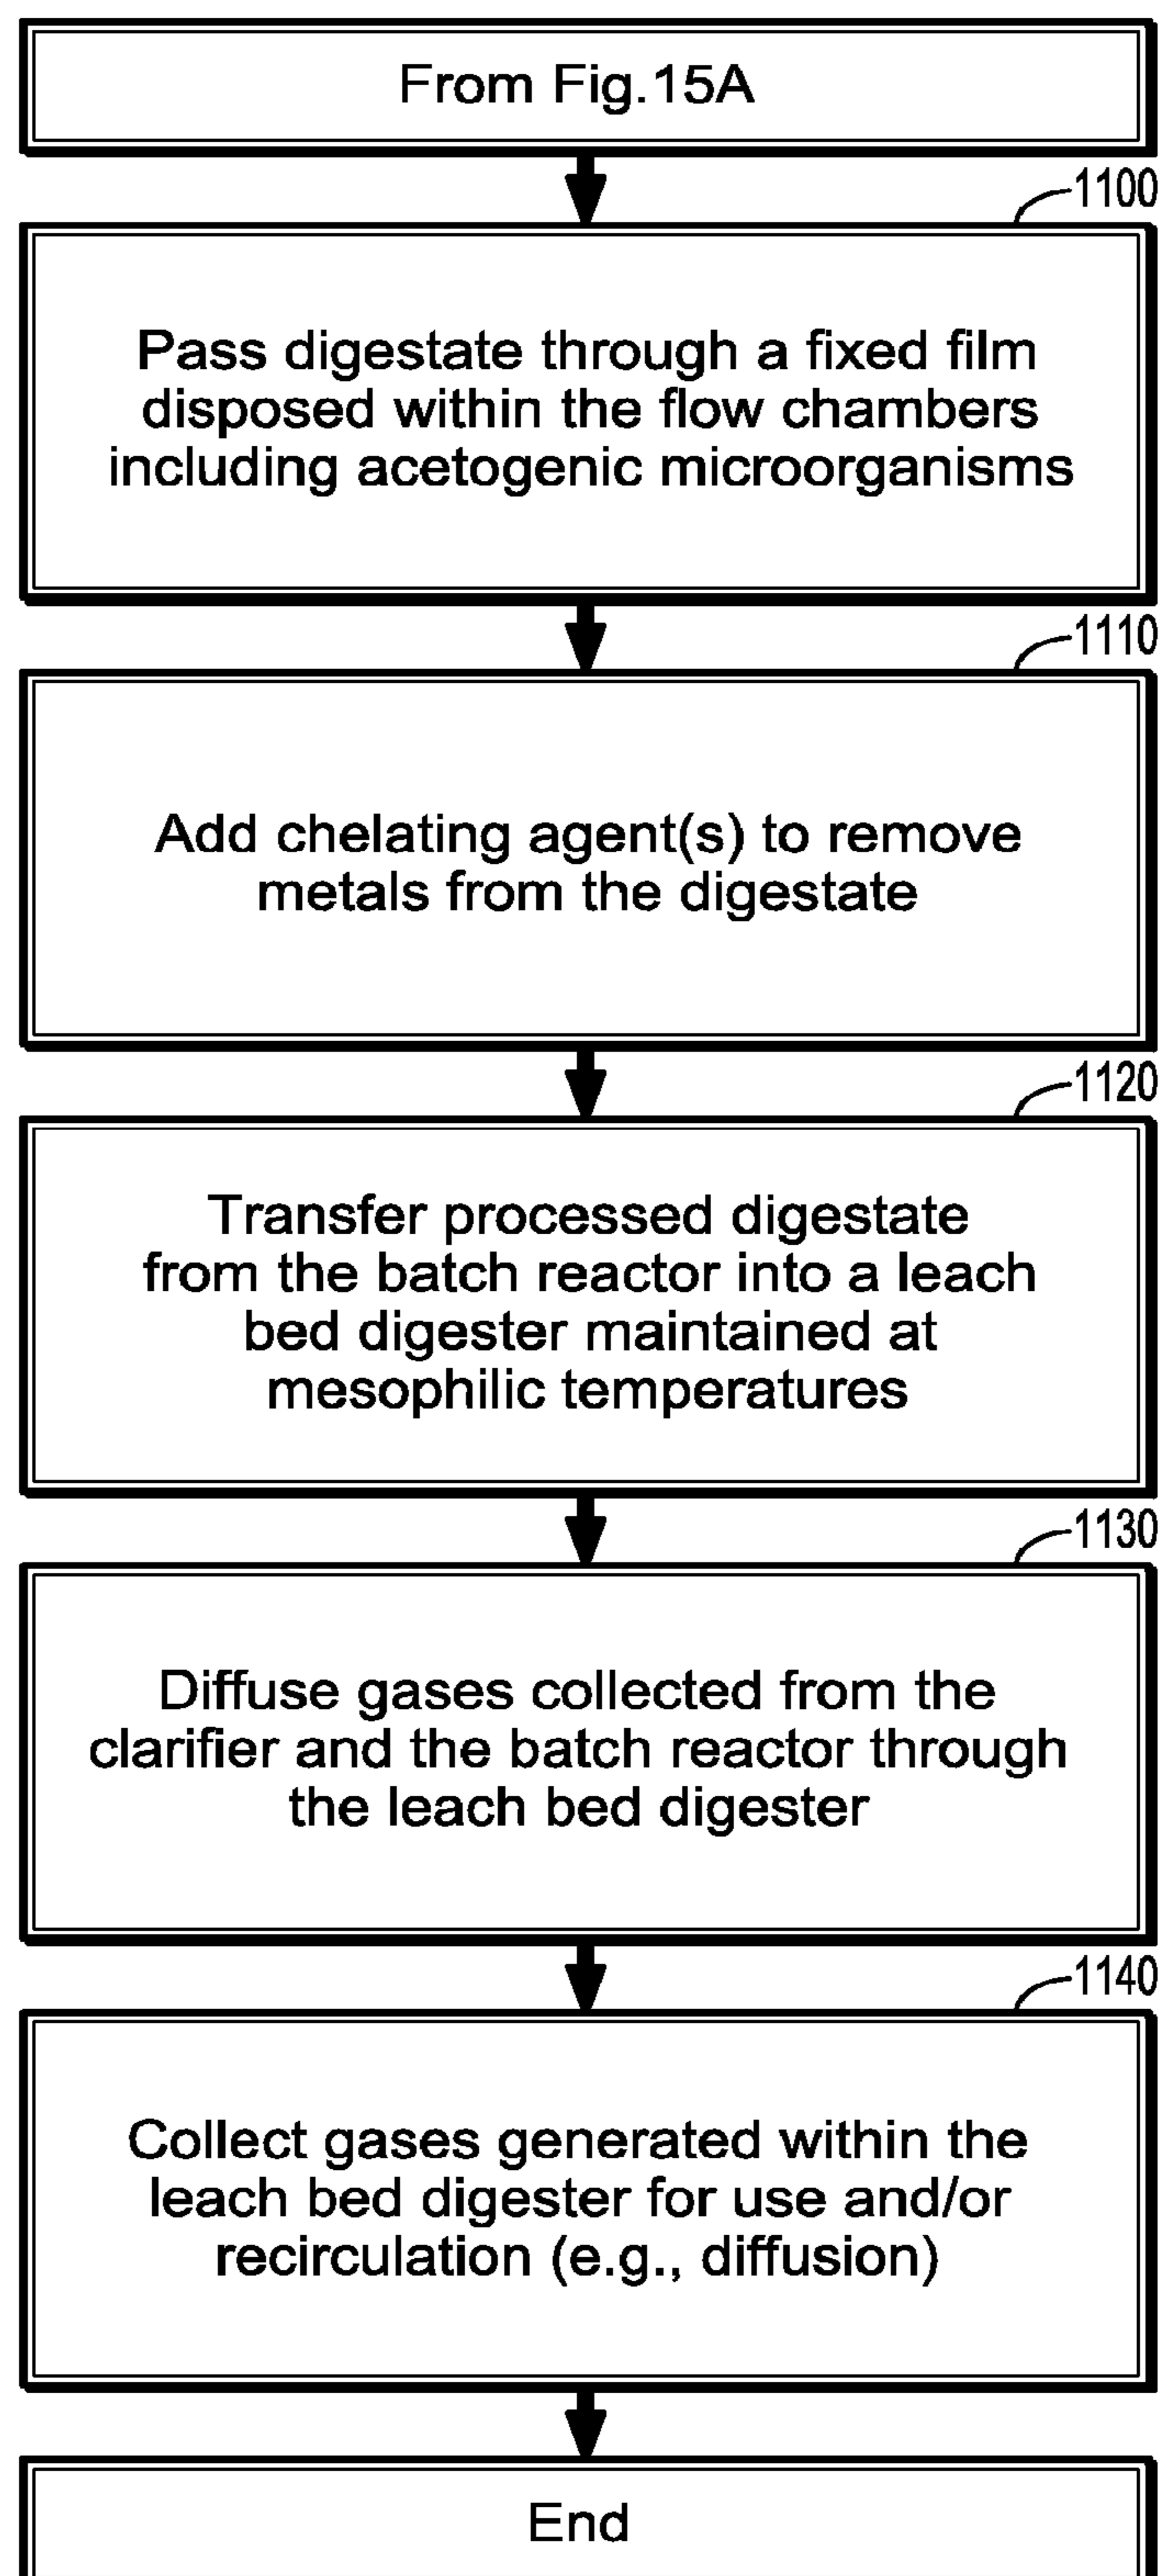 From Fig.15A
1100
Pass digestate through a fixed film
disposed within the flow chambers
including acetogenic microorganisms
1110
Add chelating agent(s) to remove
metals from the digestate
1120
Transfer processed digestate
from the batch reactor into a leach
bed digester maintained at
mesophilic temperatures
1130
Diffuse gases collected from the
clarifier and the batch reactor through
the leach bed digester
1140
Collect gases generated within the
leach bed digester for use and/or
recirculation (e.g., diffusion)
End